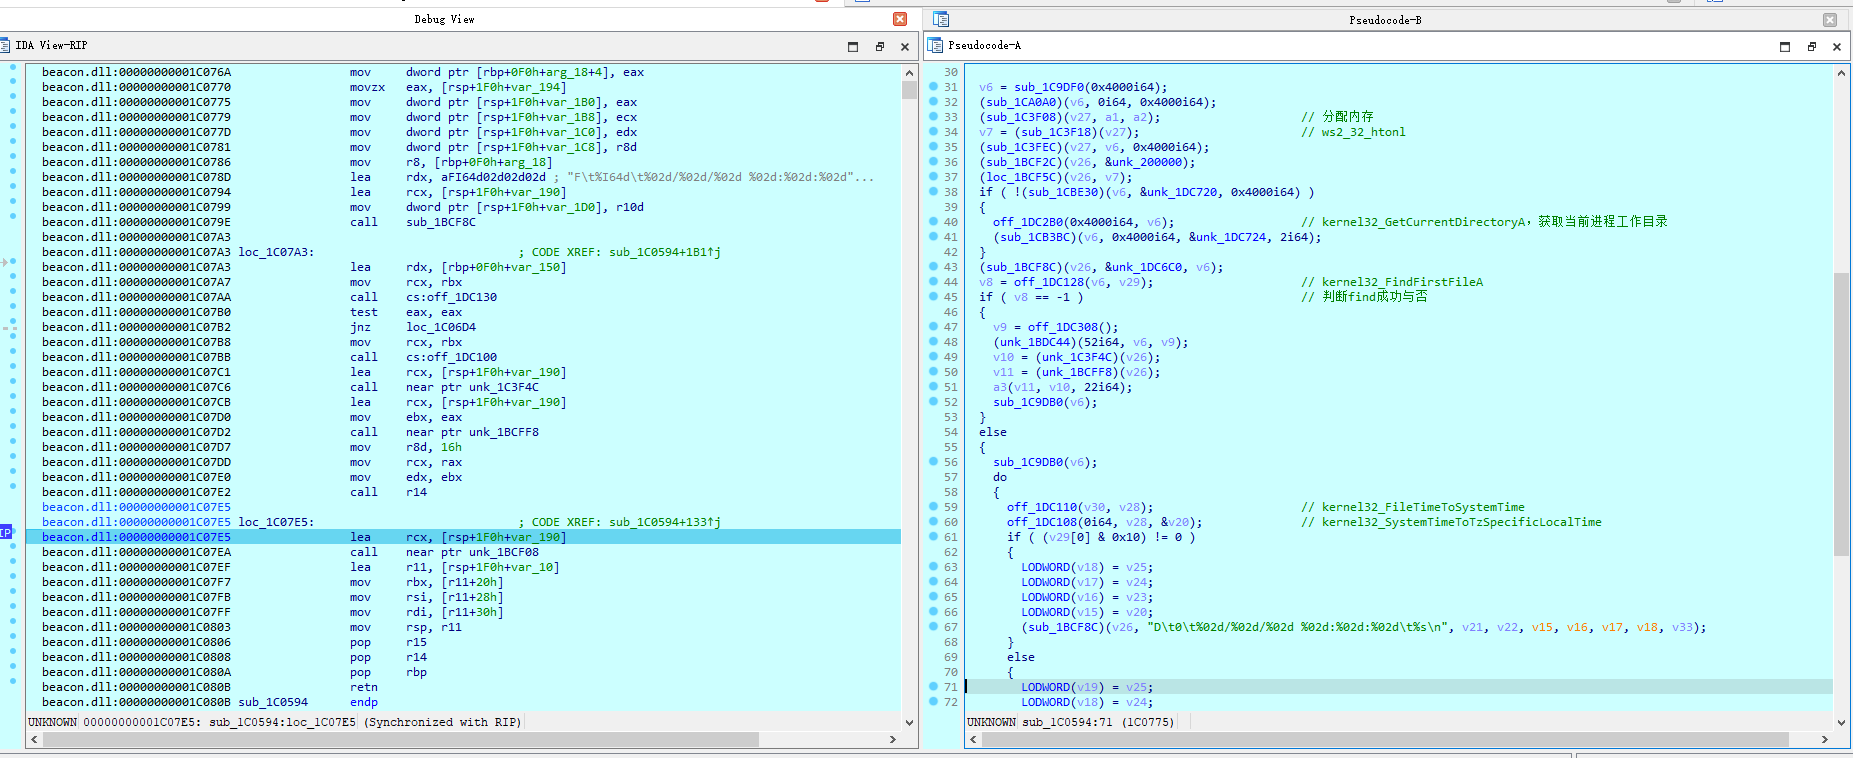 Debug View
IDA View-RIP
beacon.dll:00000000001C076A mov dword ptr [rbp+0F0h+arg_18+4], eax
beacon.dll:00000000001C0770 movzx eax, [rsp+1F0h+var_194]
beacon.dll:00000000001C0775 mov dword ptr [rsp+1F0h+var_1B0], eax
beacon.dll:00000000001C0779 mov dword ptr [rsp+1F0h+var_1B8], ecx
beacon.dll:00000000001C077D mov dword ptr [rsp+1F0h+var_1C0], edx
beacon.dll:00000000001C0781 mov dword ptr [rsp+1F0h+var_1C8], r8d
beacon.dll:00000000001C0786 mov r8, [rbp+0F0h+arg_18]
beacon.dll:00000000001C078D lea rdx, aFI64d02d02d02d ; "F\t%I64d\t%02d/%02d/%02d %02d:%02d:%02d"...
beacon.dll:00000000001C0794 lea rcx, [rsp+1F0h+var_190]
beacon.dll:00000000001C0799 mov dword ptr [rsp+1F0h+var_1D0], r10d
beacon.dll:00000000001C079E call sub_1BCF8C
beacon.dll:00000000001C07A3
beacon.dll:00000000001C07A3 loc_1C07A3: ; CODE XREF: sub_1C0594+1B1↑j
beacon.dll:00000000001C07A3 lea rdx, [rbp+0F0h+var_150]
beacon.dll:00000000001C07A7 mov rcx, rbx
beacon.dll:00000000001C07AA call cs:off_1DC130
beacon.dll:00000000001C07B0 test eax, eax
beacon.dll:00000000001C07B2 jnz loc_1C06D4
beacon.dll:00000000001C07B8 mov rcx, rbx
beacon.dll:00000000001C07BB call cs:off_1DC100
beacon.dll:00000000001C07C1 lea rcx, [rsp+1F0h+var_190]
beacon.dll:00000000001C07C6 call near ptr unk_1C3F4C
beacon.dll:00000000001C07CB lea rcx, [rsp+1F0h+var_190]
beacon.dll:00000000001C07D0 mov ebx, eax
beacon.dll:00000000001C07D2 call near ptr unk_1BCFF8
beacon.dll:00000000001C07D7 mov r8d, 16h
beacon.dll:00000000001C07DD mov rcx, rax
beacon.dll:00000000001C07E0 mov edx, ebx
beacon.dll:00000000001C07E2 call r14
beacon.dll:00000000001C07E5
beacon.dll:00000000001C07E5 loc_1C07E5: ; CODE XREF: sub_1C0594+133↑j
IP beacon.dll:00000000001C07E5 lea rcx, [rsp+1F0h+var_190]
beacon.dll:00000000001C07EA call near ptr unk_1BCF08
beacon.dll:00000000001C07EF lea r11, [rsp+1F0h+var_10]
beacon.dll:00000000001C07F7 mov rbx, [r11+20h]
beacon.dll:00000000001C07FB mov rsi, [r11+28h]
beacon.dll:00000000001C07FF mov rdi, [r11+30h]
beacon.dll:00000000001C0803 mov rsp, r11
beacon.dll:00000000001C0806 pop r15
beacon.dll:00000000001C0808 pop r14
beacon.dll:00000000001C080A pop rbp
beacon.dll:00000000001C080B retn
beacon.dll:00000000001C080B sub_1C0594 endp
UNKNOWN 00000000001C07E5: sub_1C0594:loc_1C07E5 (Synchronized with RIP)
Pseudocode-B
Pseudocode-A
30
31 v6 = sub_1C9DF0(0x4000i64);
32 (sub_1CA0A0)(v6, 0i64, 0x4000i64);
33 (sub_1C3F08)(v27, a1, a2); // 分配内存
34 v7 = (sub_1C3F18)(v27); // ws2_32_htonl
35 (sub_1C3FEC)(v27, v6, 0x4000i64);
36 (sub_1BCF2C)(v26, &unk_200000);
37 (loc_1BCF5C)(v26, v7);
38 if ( !(sub_1CBE30)(v6, &unk_1DC720, 0x4000i64) )
39 {
40 off_1DC2B0(0x4000i64, v6); // kernel32_GetCurrentDirectoryA，获取当前进程工作目录
41 (sub_1CB3BC)(v6, 0x4000i64, &unk_1DC724, 2i64);
42 }
43 (sub_1BCF8C)(v26, &unk_1DC6C0, v6);
44 v8 = off_1DC128(v6, v29); // kernel32_FindFirstFileA
45 if ( v8 == -1 ) // 判断find成功与否
46 {
47 v9 = off_1DC308();
48 (unk_1BDC44)(52i64, v6, v9);
49 v10 = (unk_1C3F4C)(v26);
50 v11 = (unk_1BCFF8)(v26);
51 a3(v11, v10, 22i64);
52 sub_1C9DB0(v6);
53 }
54 else
55 {
56 sub_1C9DB0(v6);
57 do
58 {
59 off_1DC110(v30, v28); // kernel32_FileTimeToSystemTime
60 off_1DC108(0i64, v28, &v20); // kernel32_SystemTimeToTzSpecificLocalTime
61 if ( (v29[0] & 0x10) != 0 )
62 {
63 LODWORD(v18) = v25;
64 LODWORD(v17) = v24;
65 LODWORD(v16) = v23;
66 LODWORD(v15) = v20;
67 (sub_1BCF8C)(v26, "D\t0\t%02d/%02d/%02d %02d:%02d:%02d\t%s\n", v21, v22, v15, v16, v17, v18, v33);
68 }
69 else
70 {
71 LODWORD(v19) = v25;
72 LODWORD(v18) = v24;
UNKNOWN sub_1C0594:71 (1C0775)